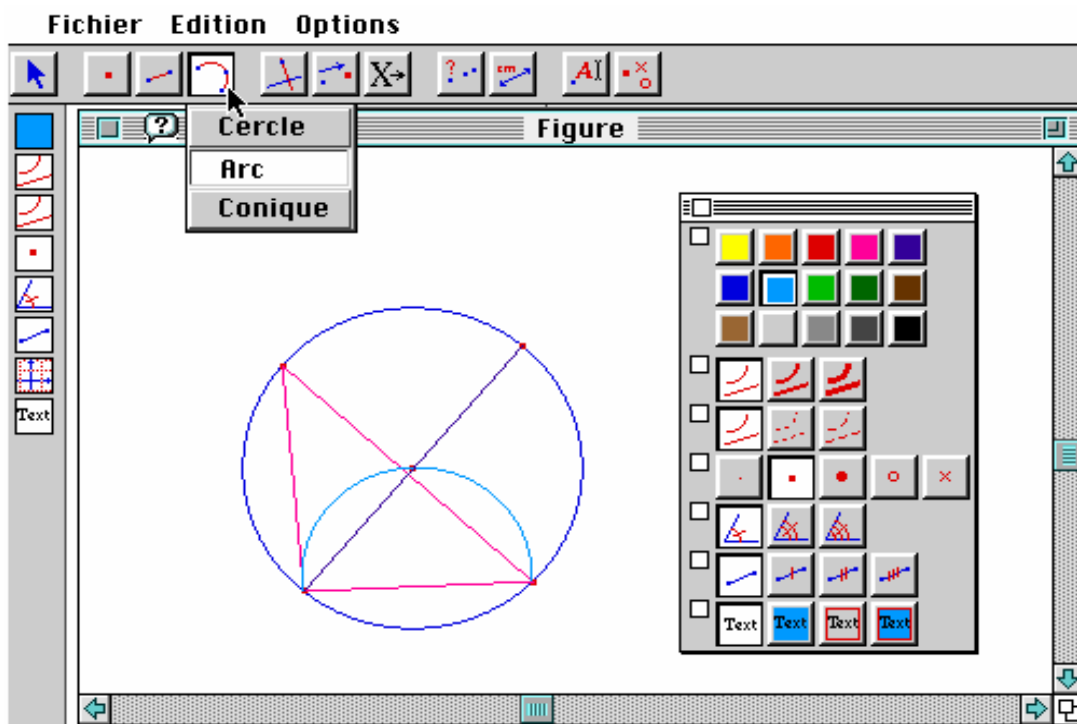 Fichier Edition Options
X
?
cm
A
?
Figure
Cercle
Arc
Conique
Text
Text Text Text Text